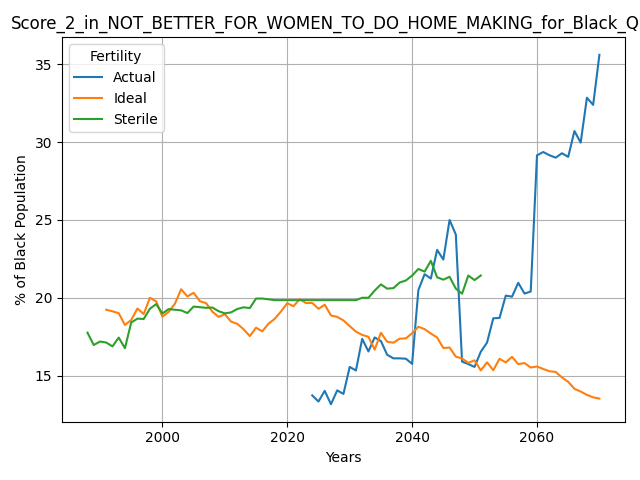 Score_2_in_NOT_BETTER_FOR_WOMEN_TO_DO_HOME_MAKING_for_Black_Q
Fertility
Actual
Ideal
Sterile
% of Black Population
35
30
25
20
15
2000
2020
2040
2060
Years